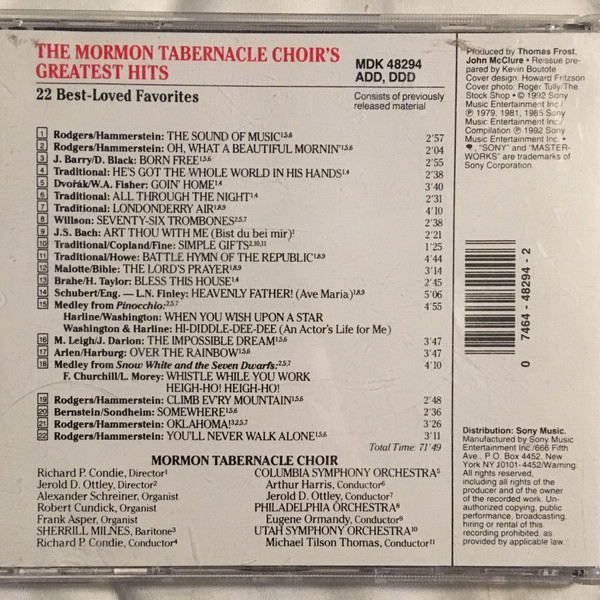 THE MORMON TABERNACLE CHOIR'S
GREATEST HITS
MDK 48294
ADD, DDD
22 Best-Loved Favorites
Consists of previously
released material
1 Rodgers/Hammerstein: THE SOUND OF MUSIC1,5,6 2'57
2 Rodgers/Hammerstein: OH, WHAT A BEAUTIFUL MORNIN'1,5,6 2'04
3 J. Barry/D. Black: BORN FREE1,5,6 2'55
4 Traditional: HE'S GOT THE WHOLE WORLD IN HIS HANDS1,4 2'38
5 Dvořák/W.A. Fisher: GOIN' HOME1,4 3'40
6 Traditional: ALL THROUGH THE NIGHT1,4 2'31
7 Traditional: LONDONDERRY AIR1,8,9 4'10
8 Willson: SEVENTY-SIX TROMBONES2,5,7 2'38
9 J.S. Bach: ART THOU WITH ME (Bist du bei mir)1 2'21
10 Traditional/Copland/Fine: SIMPLE GIFTS2,10,11 1'25
11 Traditional/Howe: BATTLE HYMN OF THE REPUBLIC1,8,9 4'44
12 Malotte/Bible: THE LORD'S PRAYER1,8,9 3'14
13 Brahe/H. Taylor: BLESS THIS HOUSE1,4 2'45
14 Schubert/Eng. — L.N. Finley: HEAVENLY FATHER! (Ave Maria)1,8,9 5'06
15 Medley from Pinocchio:2,5,7 4'55
Harline/Washington: WHEN YOU WISH UPON A STAR
Washington & Harline: HI-DIDDLE-DEE-DEE (An Actor's Life for Me)
16 M. Leigh/J. Darion: THE IMPOSSIBLE DREAM1,5,6 3'47
17 Arlen/Harburg: OVER THE RAINBOW1,5,6 3'47
18 Medley from Snow White and the Seven Dwarfs:2,5,7 4'10
F. Churchill/L. Morey: WHISTLE WHILE YOU WORK
HEIGH-HO! HEIGH-HO!
19 Rodgers/Hammerstein: CLIMB EV'RY MOUNTAIN1,5,6 2'48
20 Bernstein/Sondheim: SOMEWHERE1,5,6 2'36
21 Rodgers/Hammerstein: OKLAHOMA!3,2,5,7 3'26
22 Rodgers/Hammerstein: YOU'LL NEVER WALK ALONE1,5,6 3'11
Total Time: 71'49
MORMON TABERNACLE CHOIR
Richard P. Condie, Director1
Jerold D. Ottley, Director2
Alexander Schreiner, Organist
Robert Cundick, Organist
Frank Asper, Organist
SHERRILL MILNES, Baritone3
Richard P. Condie, Conductor4
COLUMBIA SYMPHONY ORCHESTRA5
Arthur Harris, Conductor6
Jerold D. Ottley, Conductor7
PHILADELPHIA ORCHESTRA8
Eugene Ormandy, Conductor9
UTAH SYMPHONY ORCHESTRA10
Michael Tilson Thomas, Conductor11
Produced by Thomas Frost,
John McClure • Reissue pre-
pared by Kevin Boutote
Cover design: Howard Fritzson
Cover photo: Roger Tully/The
Stock Shop • © 1992 Sony
Music Entertainment Inc./
℗ 1979, 1981, 1985 Sony
Music Entertainment Inc./
Compilation ℗ 1992 Sony
Music Entertainment Inc. •
"SONY" and "MASTER-
WORKS" are trademarks of
Sony Corporation.
0 7464-48294-2 2
Distribution: Sony Music.
Manufactured by Sony Music
Entertainment Inc./666 Fifth
Ave., P.O. Box 4452, New
York NY J0101-4452/Warning:
All rights reserved,
including all rights of the
producer and of the owner
of the recorded work. Un-
authorized copying, public
performance, broadcasting,
hiring or rental of this
recording prohibited, as
provided by applicable law.